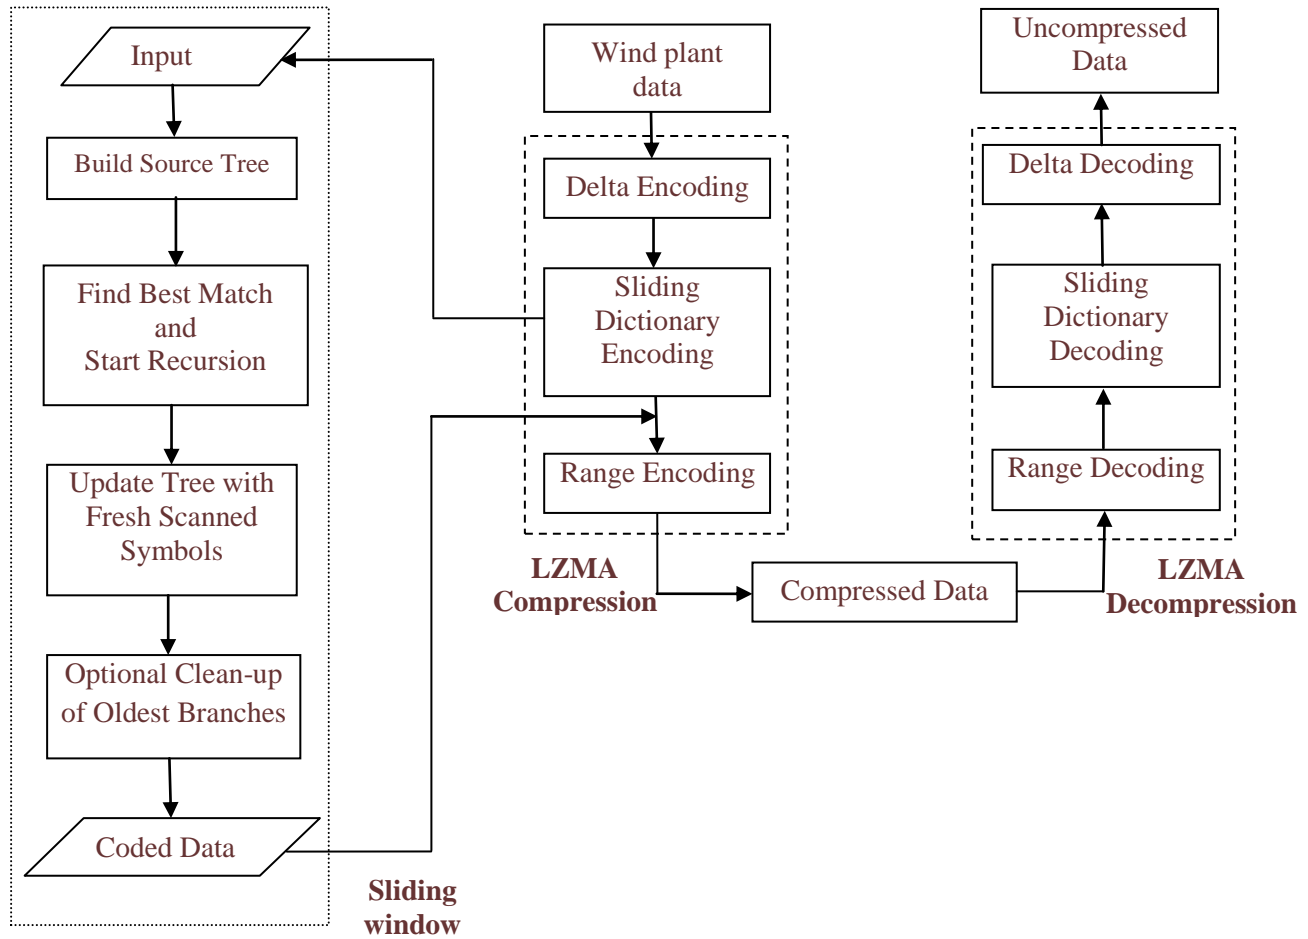 Input
Build Source Tree
Find Best Match
and
Start Recursion
Update Tree with
Fresh Scanned
Symbols
Optional Clean-up
of Oldest Branches
Coded Data
Sliding
window
Wind plant
data
Delta Encoding
Sliding
Dictionary
Encoding
Range Encoding
LZMA
Compression
Compressed Data
Uncompressed
Data
Delta Decoding
Sliding
Dictionary
Decoding
Range Decoding
LZMA
Decompression